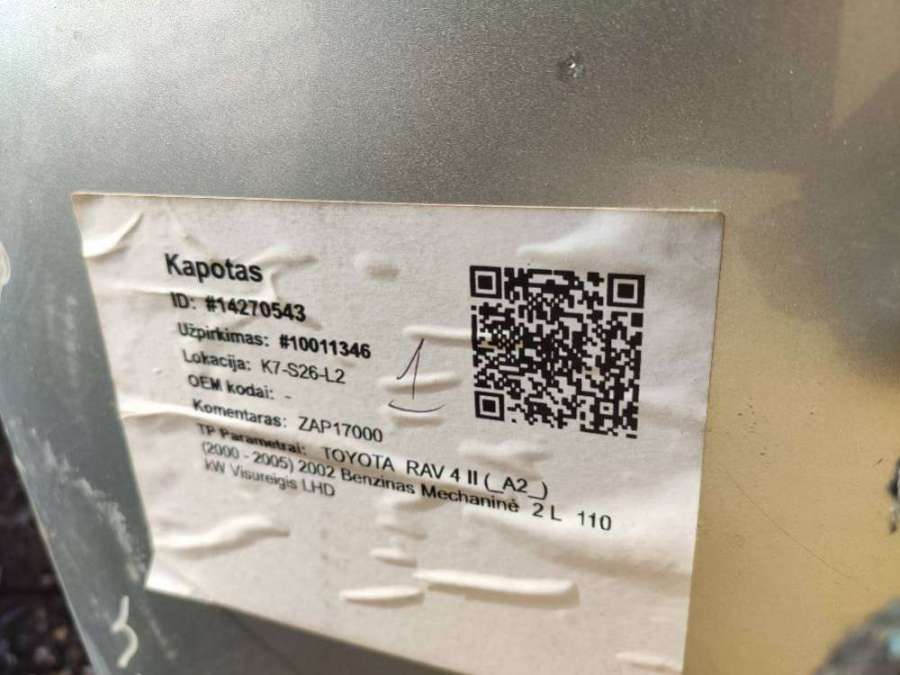 Kapotas
ID: #14270543
Užpirkimas: #10011346
Lokacija: K7-S26-L2
OEM kodai: -
Komentaras: ZAP17000
TP Parametrai: TOYOTA RAV 4 II (_A2_)
(2000 - 2005) 2002 Benzinas Mechaninė 2 L 110
kW Visureigis LHD
1